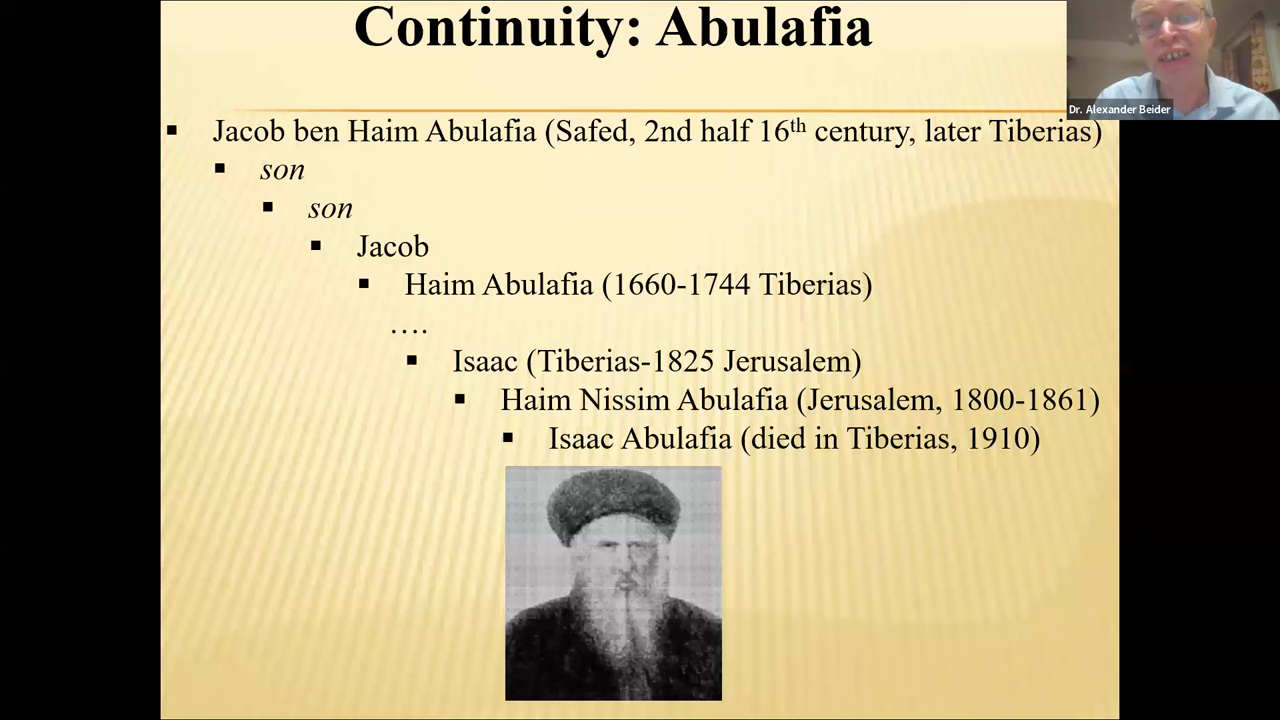 Continuity: Abulafia
Dr. Alexander Beider
▪ Jacob ben Haim Abulafia (Safed, 2nd half 16th century, later Tiberias)
▪ son
▪ son
▪ Jacob
▪ Haim Abulafia (1660-1744 Tiberias)
….
▪ Isaac (Tiberias-1825 Jerusalem)
▪ Haim Nissim Abulafia (Jerusalem, 1800-1861)
▪ Isaac Abulafia (died in Tiberias, 1910)